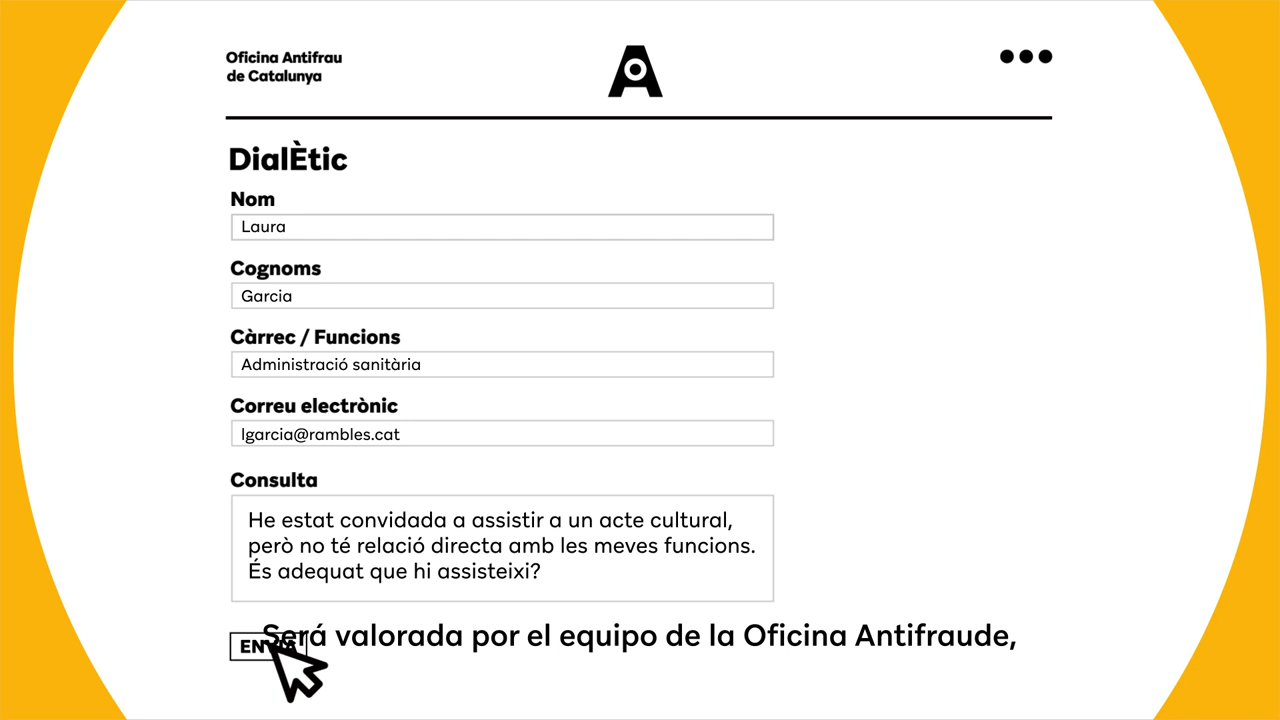 Oficina Antifrau
de Catalunya
DialÈtic
Nom
Laura
Cognoms
Garcia
Càrrec / Funcions
Administració sanitària
Correu electrònic
lgarcia@rambles.cat
Consulta
He estat convidada a assistir a un acte cultural,
però no té relació directa amb les meves funcions.
És adequat que hi assisteixi?
Será valorada por el equipo de la Oficina Antifraude,